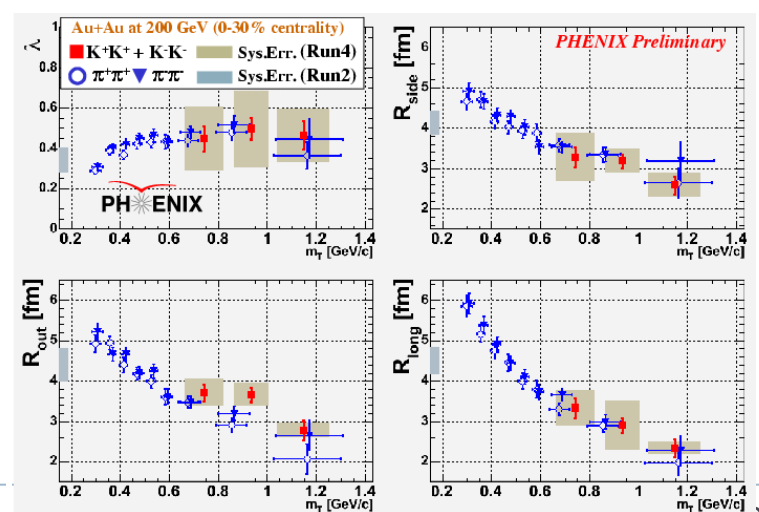 Au+Au at 200 GeV (0-30% centrality)
K⁺K⁺ + K⁻K⁻ Sys.Err. (Run4)
π⁺π⁺ π⁻π⁻ Sys.Err. (Run2)
λ
1
0.8
0.6
0.4
0.2
0
PHENIX
0.2 0.4 0.6 0.8 1 1.2 1.4
m_T [GeV/c]
PHENIX Preliminary
R_side [fm]
6
5
4
3
2
0.2 0.4 0.6 0.8 1 1.2 1.4
m_T [GeV/c]
R_out [fm]
6
5
4
3
2
0.2 0.4 0.6 0.8 1 1.2 1.4
m_T [GeV/c]
R_long [fm]
6
5
4
3
2
0.2 0.4 0.6 0.8 1 1.2 1.4
m_T [GeV/c]